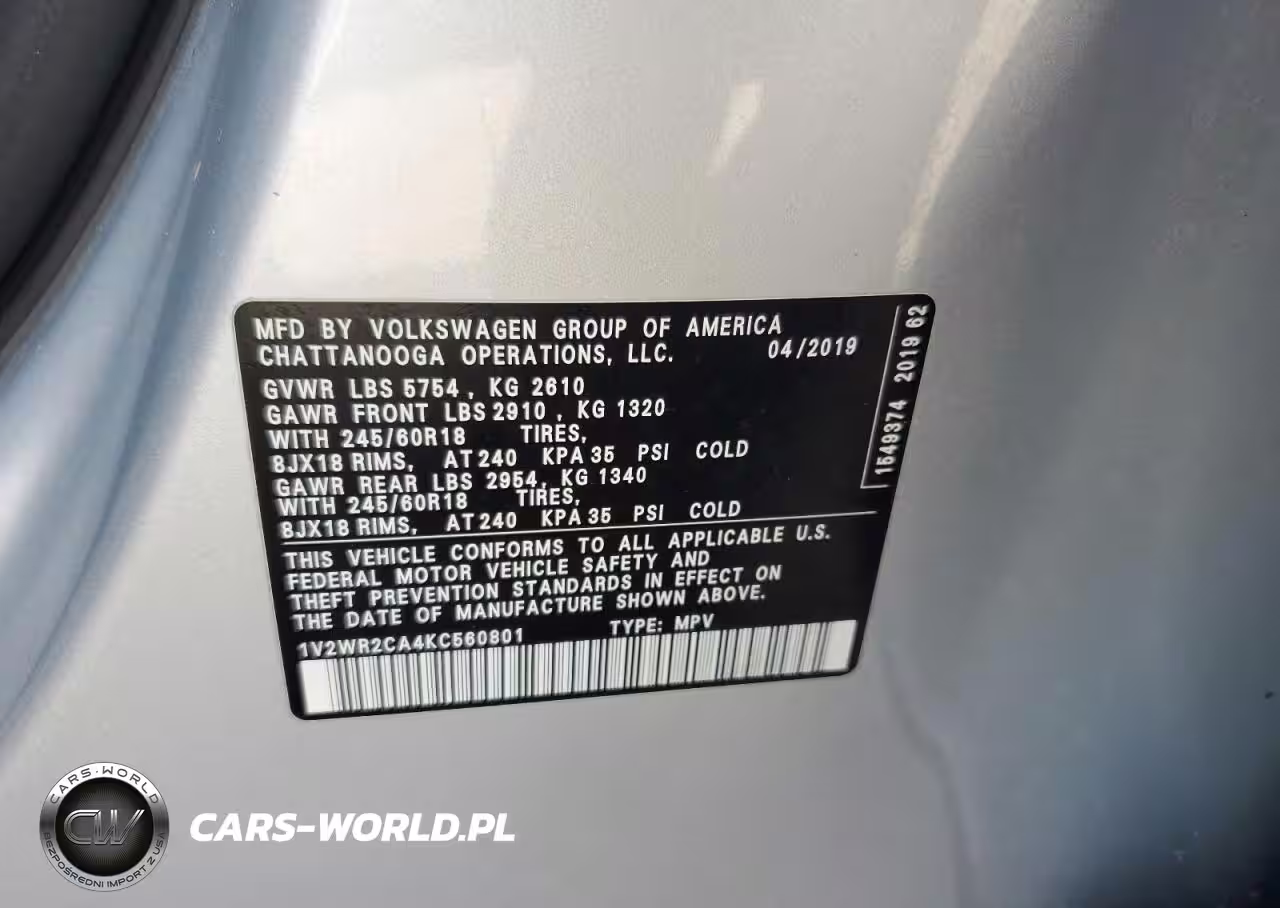 MFD BY VOLKSWAGEN GROUP OF AMERICA
CHATTANOOGA OPERATIONS, LLC. 04/2019
GVWR LBS 5754, KG 2610
GAWR FRONT LBS 2910, KG 1320
WITH 245/60R18 TIRES,
8JX18 RIMS, AT 240 KPA 35 PSI COLD
GAWR REAR LBS 2954, KG 1340
WITH 245/60R18 TIRES,
8JX18 RIMS, AT 240 KPA 35 PSI COLD
THIS VEHICLE CONFORMS TO ALL APPLICABLE U.S.
FEDERAL MOTOR VEHICLE SAFETY AND
THEFT PREVENTION STANDARDS IN EFFECT ON
THE DATE OF MANUFACTURE SHOWN ABOVE.
1V2WR2CA4KC560801 TYPE: MPV
1549374 2019 62
CARS-WORLD
CW
BEZPOŚREDNI IMPORT Z USA
CARS-WORLD.PL